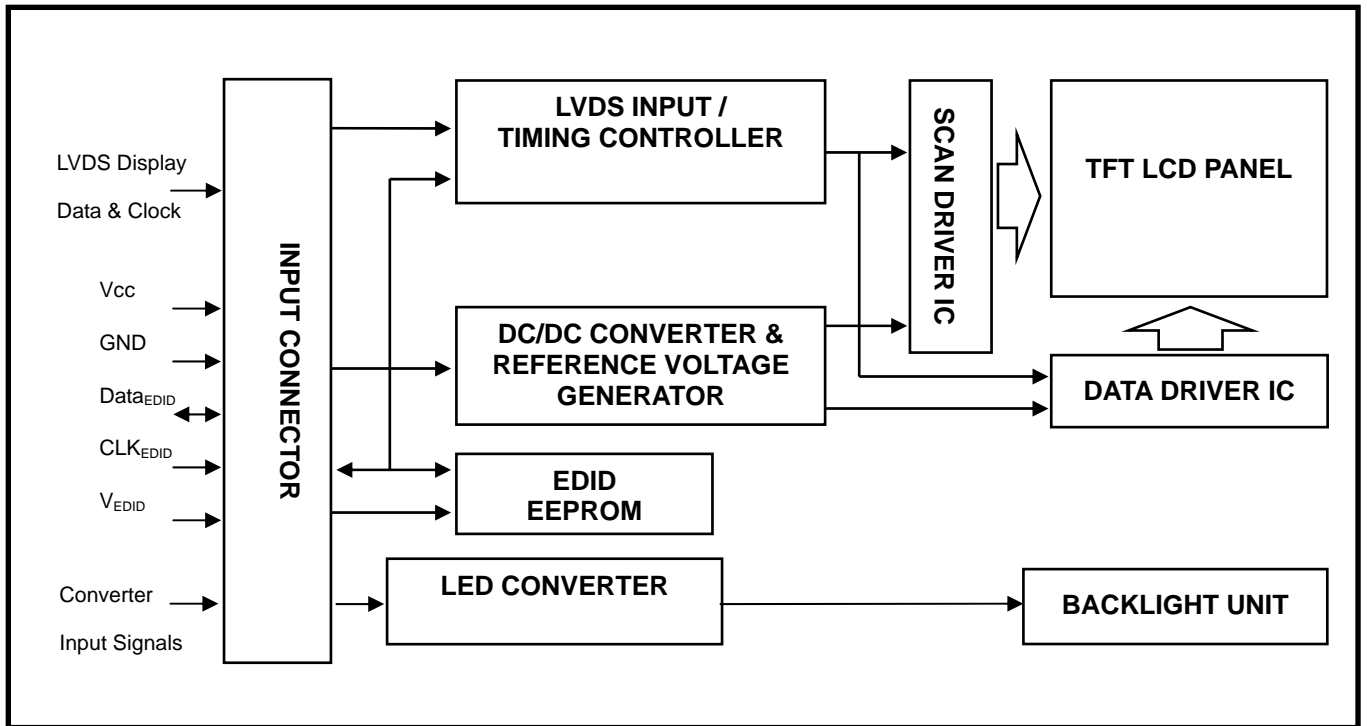 LVDS Display
Data & Clock
Vcc
GND
DataEDID
CLKEDID
VEDID
Converter
Input Signals
INPUT CONNECTOR
LVDS INPUT /
TIMING CONTROLLER
DC/DC CONVERTER &
REFERENCE VOLTAGE
GENERATOR
EDID
EEPROM
LED CONVERTER
SCAN DRIVER IC
TFT LCD PANEL
DATA DRIVER IC
BACKLIGHT UNIT